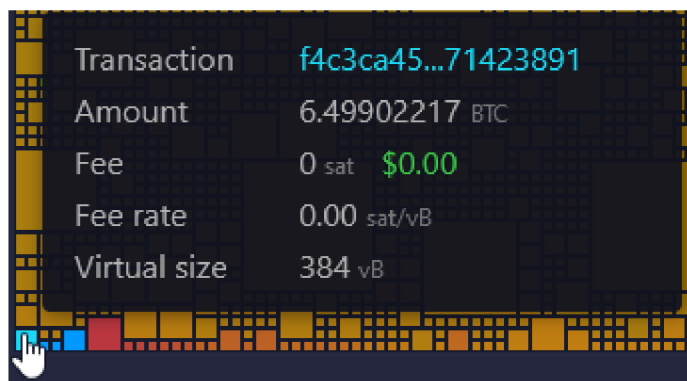 Transaction f4c3ca45...71423891
Amount 6.49902217 BTC
Fee 0 sat $0.00
Fee rate 0.00 sat/vB
Virtual size 384 vB